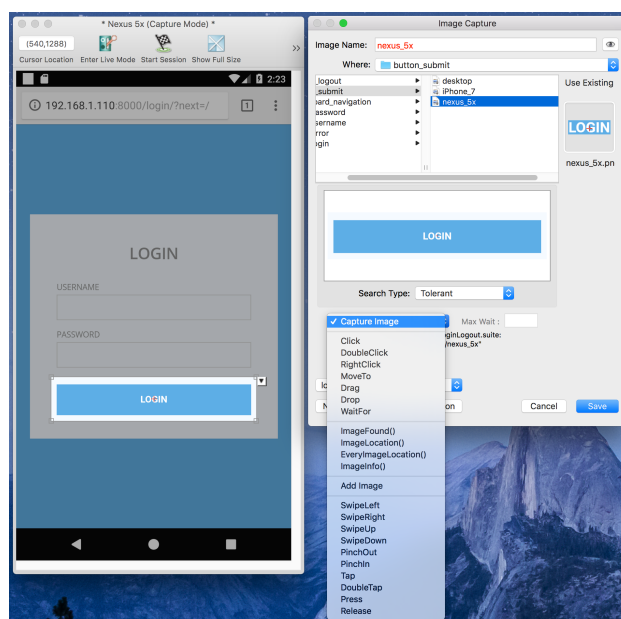 * Nexus 5x (Capture Mode) *
(540,1288)
>>
Cursor Location Enter Live Mode Start Session Show Full Size
2:23
192.168.1.110:8000/login/?next=/
1
LOGIN
USERNAME
PASSWORD
LOGIN
Image Capture
Image Name: nexus_5x
Where: button_submit
_logout
_submit
ard_navigation
assword
sername
rror
ogin
desktop
iPhone_7
nexus_5x
Use Existing
LOGIN
nexus_5x.pn
LOGIN
Search Type: Tolerant
✓ Capture Image
Max Wait :
ginLogout.suite:
/nexus_5x"
lo
N
on
Cancel
Save
Click
DoubleClick
RightClick
MoveTo
Drag
Drop
WaitFor
ImageFound()
ImageLocation()
EveryImageLocation()
ImageInfo()
Add Image
SwipeLeft
SwipeRight
SwipeUp
SwipeDown
PinchOut
PinchIn
Tap
DoubleTap
Press
Release